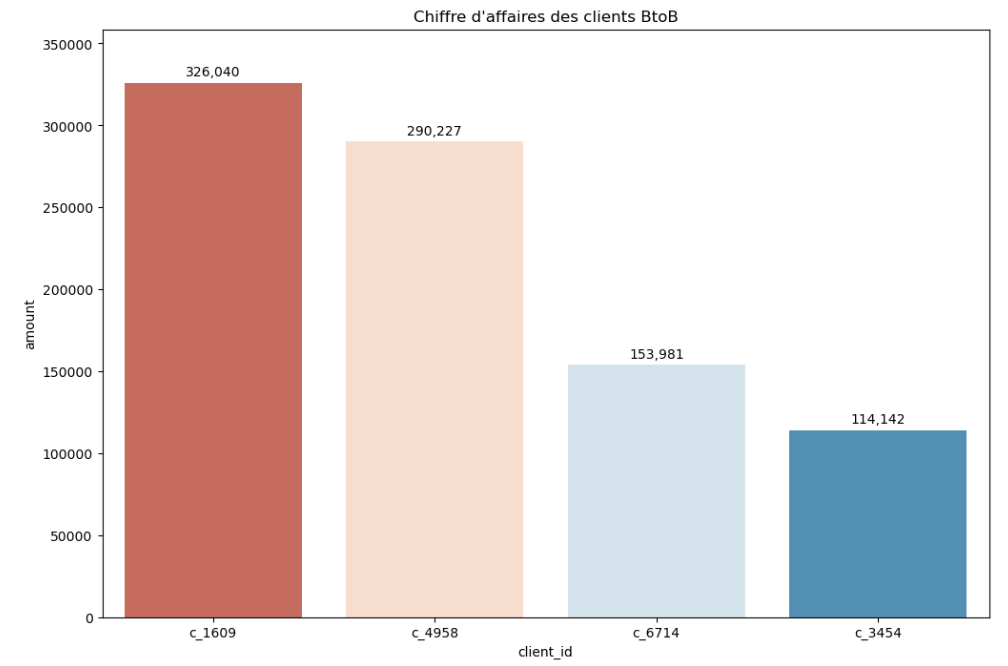 Chiffre d'affaires des clients BtoB
350000
300000
250000
200000
150000
100000
50000
0
amount
326,040
290,227
153,981
114,142
c_1609
c_4958
c_6714
c_3454
client_id